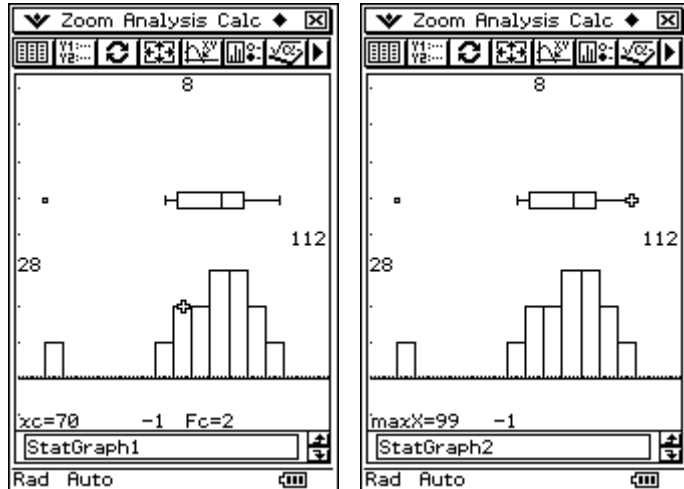 Zoom Analysis Calc
8
112
28
xc=70 -1 Fc=2
StatGraph1
Rad Auto
Zoom Analysis Calc
8
112
28
maxX=99 -1
StatGraph2
Rad Auto